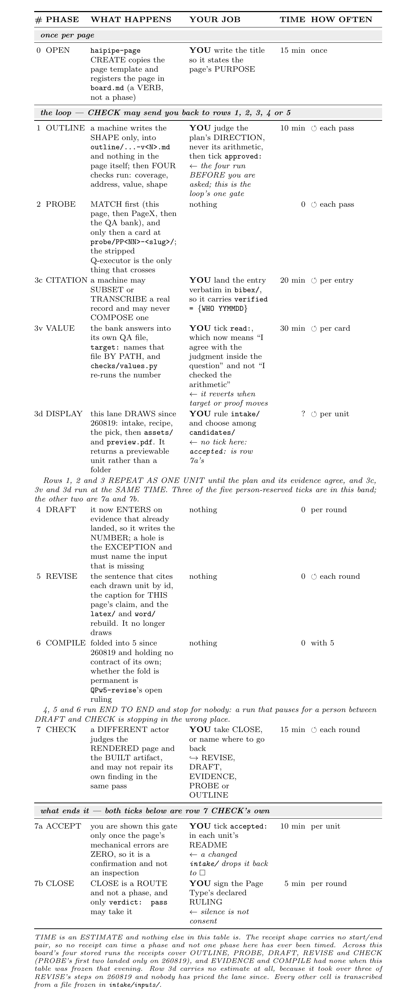 # PHASE WHAT HAPPENS YOUR JOB TIME HOW OFTEN
once per page
0 OPEN haipipe-page YOU write the title 15 min once
CREATE copies the so it states the
page template and page's PURPOSE
registers the page in
board.md (a VERB,
not a phase)
the loop — CHECK may send you back to rows 1, 2, 3, 4 or 5
1 OUTLINE a machine writes the YOU judge the 10 min ↺ each pass
SHAPE only, into plan's DIRECTION,
outline/...-v<N>.md never its arithmetic,
and nothing in the then tick approved:
page itself; then FOUR ← the four run
checks run: coverage, BEFORE you are
address, value, shape asked; this is the
loop's one gate
2 PROBE MATCH first (this nothing 0 ↺ each pass
page, then PageX, then
the QA bank), and
only then a card at
probe/PP<NN>-<slug>/;
the stripped
Q-executor is the only
thing that crosses
3c CITATION a machine may YOU land the entry 20 min ↺ per entry
SUBSET or verbatim in bibex/,
TRANSCRIBE a real so it carries verified
record and may never = {WHO YYMMDD}
COMPOSE one
3v VALUE the bank answers into YOU tick read:, 30 min ↺ per card
its own QA file, which now means “I
target: names that agree with the
file BY PATH, and judgment inside the
checks/values.py question” and not “I
re-runs the number checked the
arithmetic”
← it reverts when
target or proof moves
3d DISPLAY this lane DRAWS since YOU rule intake/ ? ↺ per unit
260819: intake, recipe, and choose among
the pick, then assets/ candidates/
and preview.pdf. It ← no tick here:
returns a previewable accepted: is row
unit rather than a 7a's
folder
Rows 1, 2 and 3 REPEAT AS ONE UNIT until the plan and its evidence agree, and 3c,
3v and 3d run at the SAME TIME. Three of the five person-reserved ticks are in this band;
the other two are 7a and 7b.
4 DRAFT it now ENTERS on nothing 0 per round
evidence that already
landed, so it writes the
NUMBER; a hole is
the EXCEPTION and
must name the input
that is missing
5 REVISE the sentence that cites nothing 0 ↺ each round
each drawn unit by id,
the caption for THIS
page's claim, and the
latex/ and word/
rebuild. It no longer
draws
6 COMPILE folded into 5 since nothing 0 with 5
260819 and holding no
contract of its own;
whether the fold is
permanent is
QPw5-revise's open
ruling
4, 5 and 6 run END TO END and stop for nobody: a run that pauses for a person between
DRAFT and CHECK is stopping in the wrong place.
7 CHECK a DIFFERENT actor YOU take CLOSE, 15 min ↺ each round
judges the or name where to go
RENDERED page and back
the BUILT artifact, ↪ REVISE,
and may not repair its DRAFT,
own finding in the EVIDENCE,
same pass PROBE or
OUTLINE
what ends it — both ticks below are row 7 CHECK's own
7a ACCEPT you are shown this gate YOU tick accepted: 10 min per unit
only once the page's in each unit's
mechanical errors are README
ZERO, so it is a ← a changed
confirmation and not intake/ drops it back
an inspection to □
7b CLOSE CLOSE is a ROUTE YOU sign the Page 5 min per round
and not a phase, and Type's declared
only verdict: pass RULING
may take it ← silence is not
consent
TIME is an ESTIMATE and nothing else in this table is. The receipt shape carries no start/end
pair, so no receipt can time a phase and not one phase here has ever been timed. Across this
board's four stored runs the receipts cover OUTLINE, PROBE, DRAFT, REVISE and CHECK
(PROBE's first two landed only on 260819), and EVIDENCE and COMPILE had none when this
table was frozen that evening. Row 3d carries no estimate at all, because it took over three of
REVISE's steps on 260819 and nobody has priced the lane since. Every other cell is transcribed
from a file frozen in intake/inputs/.